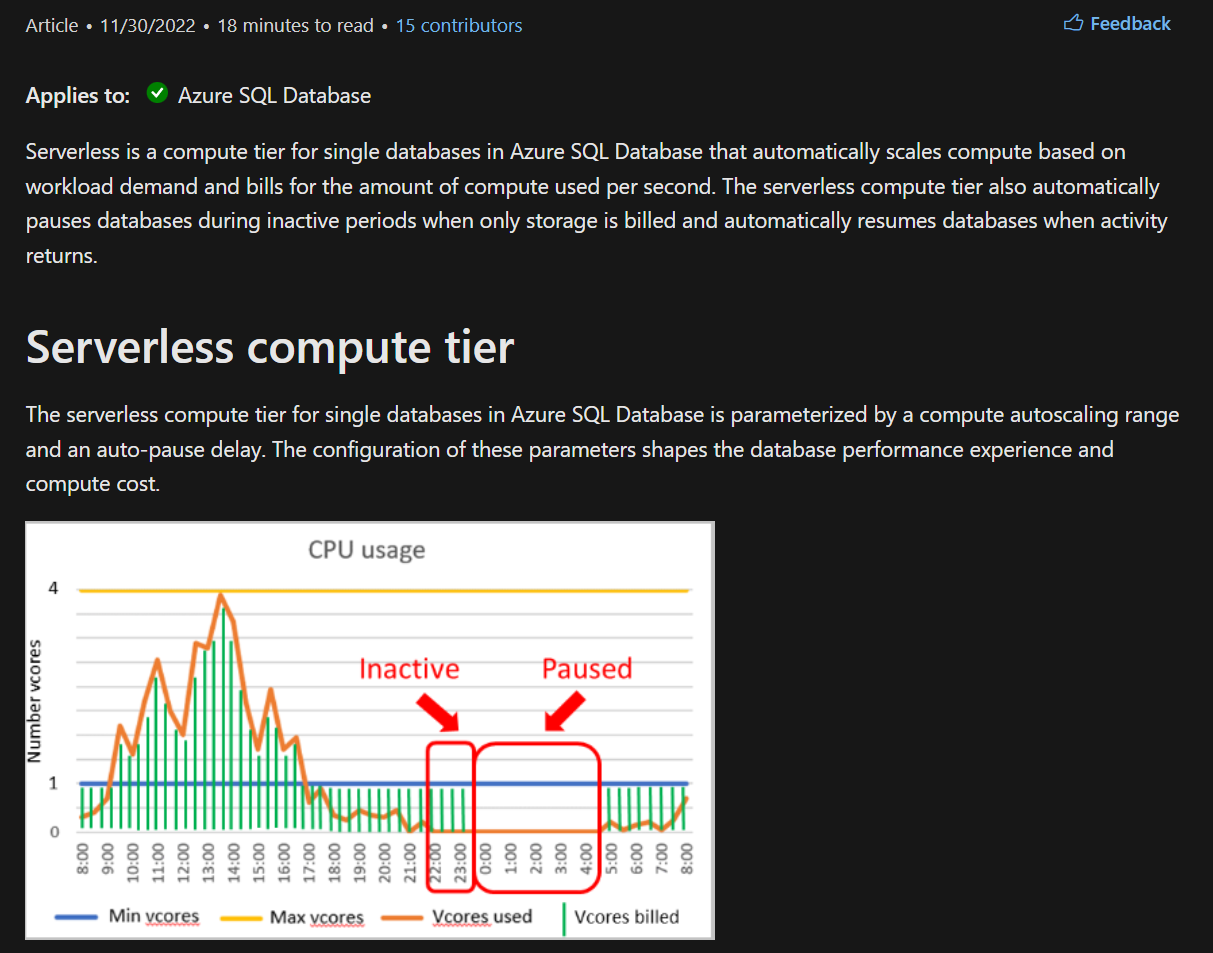 Article • 11/30/2022 • 18 minutes to read • 15 contributors
Feedback
Applies to: Azure SQL Database
Serverless is a compute tier for single databases in Azure SQL Database that automatically scales compute based on
workload demand and bills for the amount of compute used per second. The serverless compute tier also automatically
pauses databases during inactive periods when only storage is billed and automatically resumes databases when activity
returns.
Serverless compute tier
The serverless compute tier for single databases in Azure SQL Database is parameterized by a compute autoscaling range
and an auto-pause delay. The configuration of these parameters shapes the database performance experience and
compute cost.
CPU usage
Number vcores
4
1
0
Inactive
Paused
8:00 9:00 10:00 11:00 12:00 13:00 14:00 15:00 16:00 17:00 18:00 19:00 20:00 21:00 22:00 23:00 0:00 1:00 2:00 3:00 4:00 5:00 6:00 7:00 8:00
Min vcores Max vcores Vcores used Vcores billed